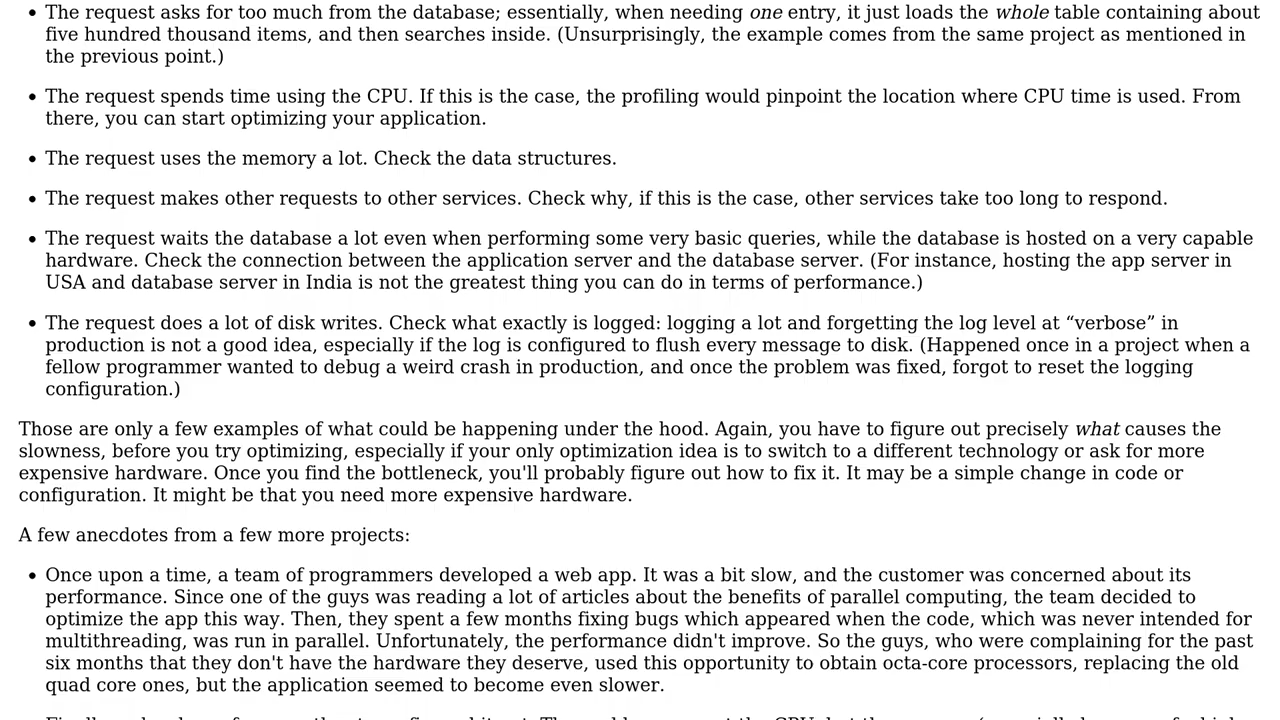 The request asks for too much from the database; essentially, when needing one entry, it just loads the whole table containing about
five hundred thousand items, and then searches inside. (Unsurprisingly, the example comes from the same project as mentioned in
the previous point.)
The request spends time using the CPU. If this is the case, the profiling would pinpoint the location where CPU time is used. From
there, you can start optimizing your application.
The request uses the memory a lot. Check the data structures.
The request makes other requests to other services. Check why, if this is the case, other services take too long to respond.
The request waits the database a lot even when performing some very basic queries, while the database is hosted on a very capable
hardware. Check the connection between the application server and the database server. (For instance, hosting the app server in
USA and database server in India is not the greatest thing you can do in terms of performance.)
The request does a lot of disk writes. Check what exactly is logged: logging a lot and forgetting the log level at “verbose” in
production is not a good idea, especially if the log is configured to flush every message to disk. (Happened once in a project when a
fellow programmer wanted to debug a weird crash in production, and once the problem was fixed, forgot to reset the logging
configuration.)
Those are only a few examples of what could be happening under the hood. Again, you have to figure out precisely what causes the
slowness, before you try optimizing, especially if your only optimization idea is to switch to a different technology or ask for more
expensive hardware. Once you find the bottleneck, you'll probably figure out how to fix it. It may be a simple change in code or
configuration. It might be that you need more expensive hardware.
A few anecdotes from a few more projects:
Once upon a time, a team of programmers developed a web app. It was a bit slow, and the customer was concerned about its
performance. Since one of the guys was reading a lot of articles about the benefits of parallel computing, the team decided to
optimize the app this way. Then, they spent a few months fixing bugs which appeared when the code, which was never intended for
multithreading, was run in parallel. Unfortunately, the performance didn't improve. So the guys, who were complaining for the past
six months that they don't have the hardware they deserve, used this opportunity to obtain octa-core processors, replacing the old
quad core ones, but the application seemed to become even slower.